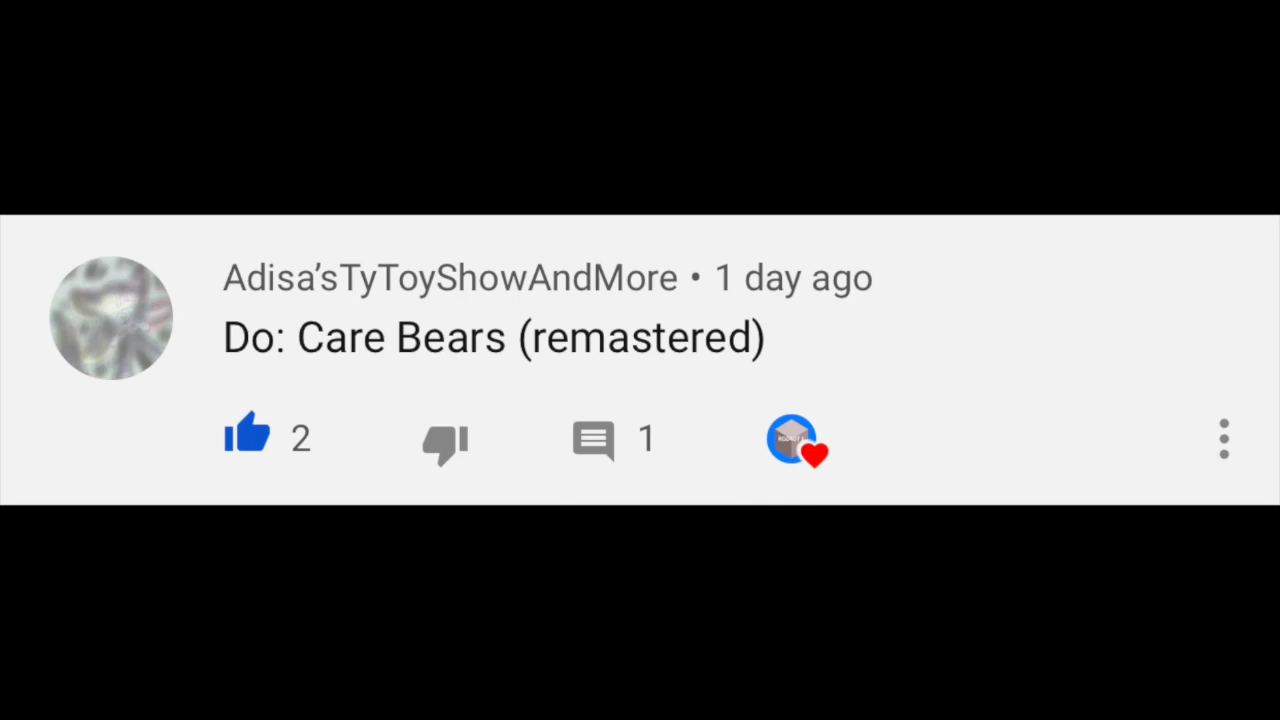 Adisa’sTyToyShowAndMore • 1 day ago
Do: Care Bears (remastered)
2 1